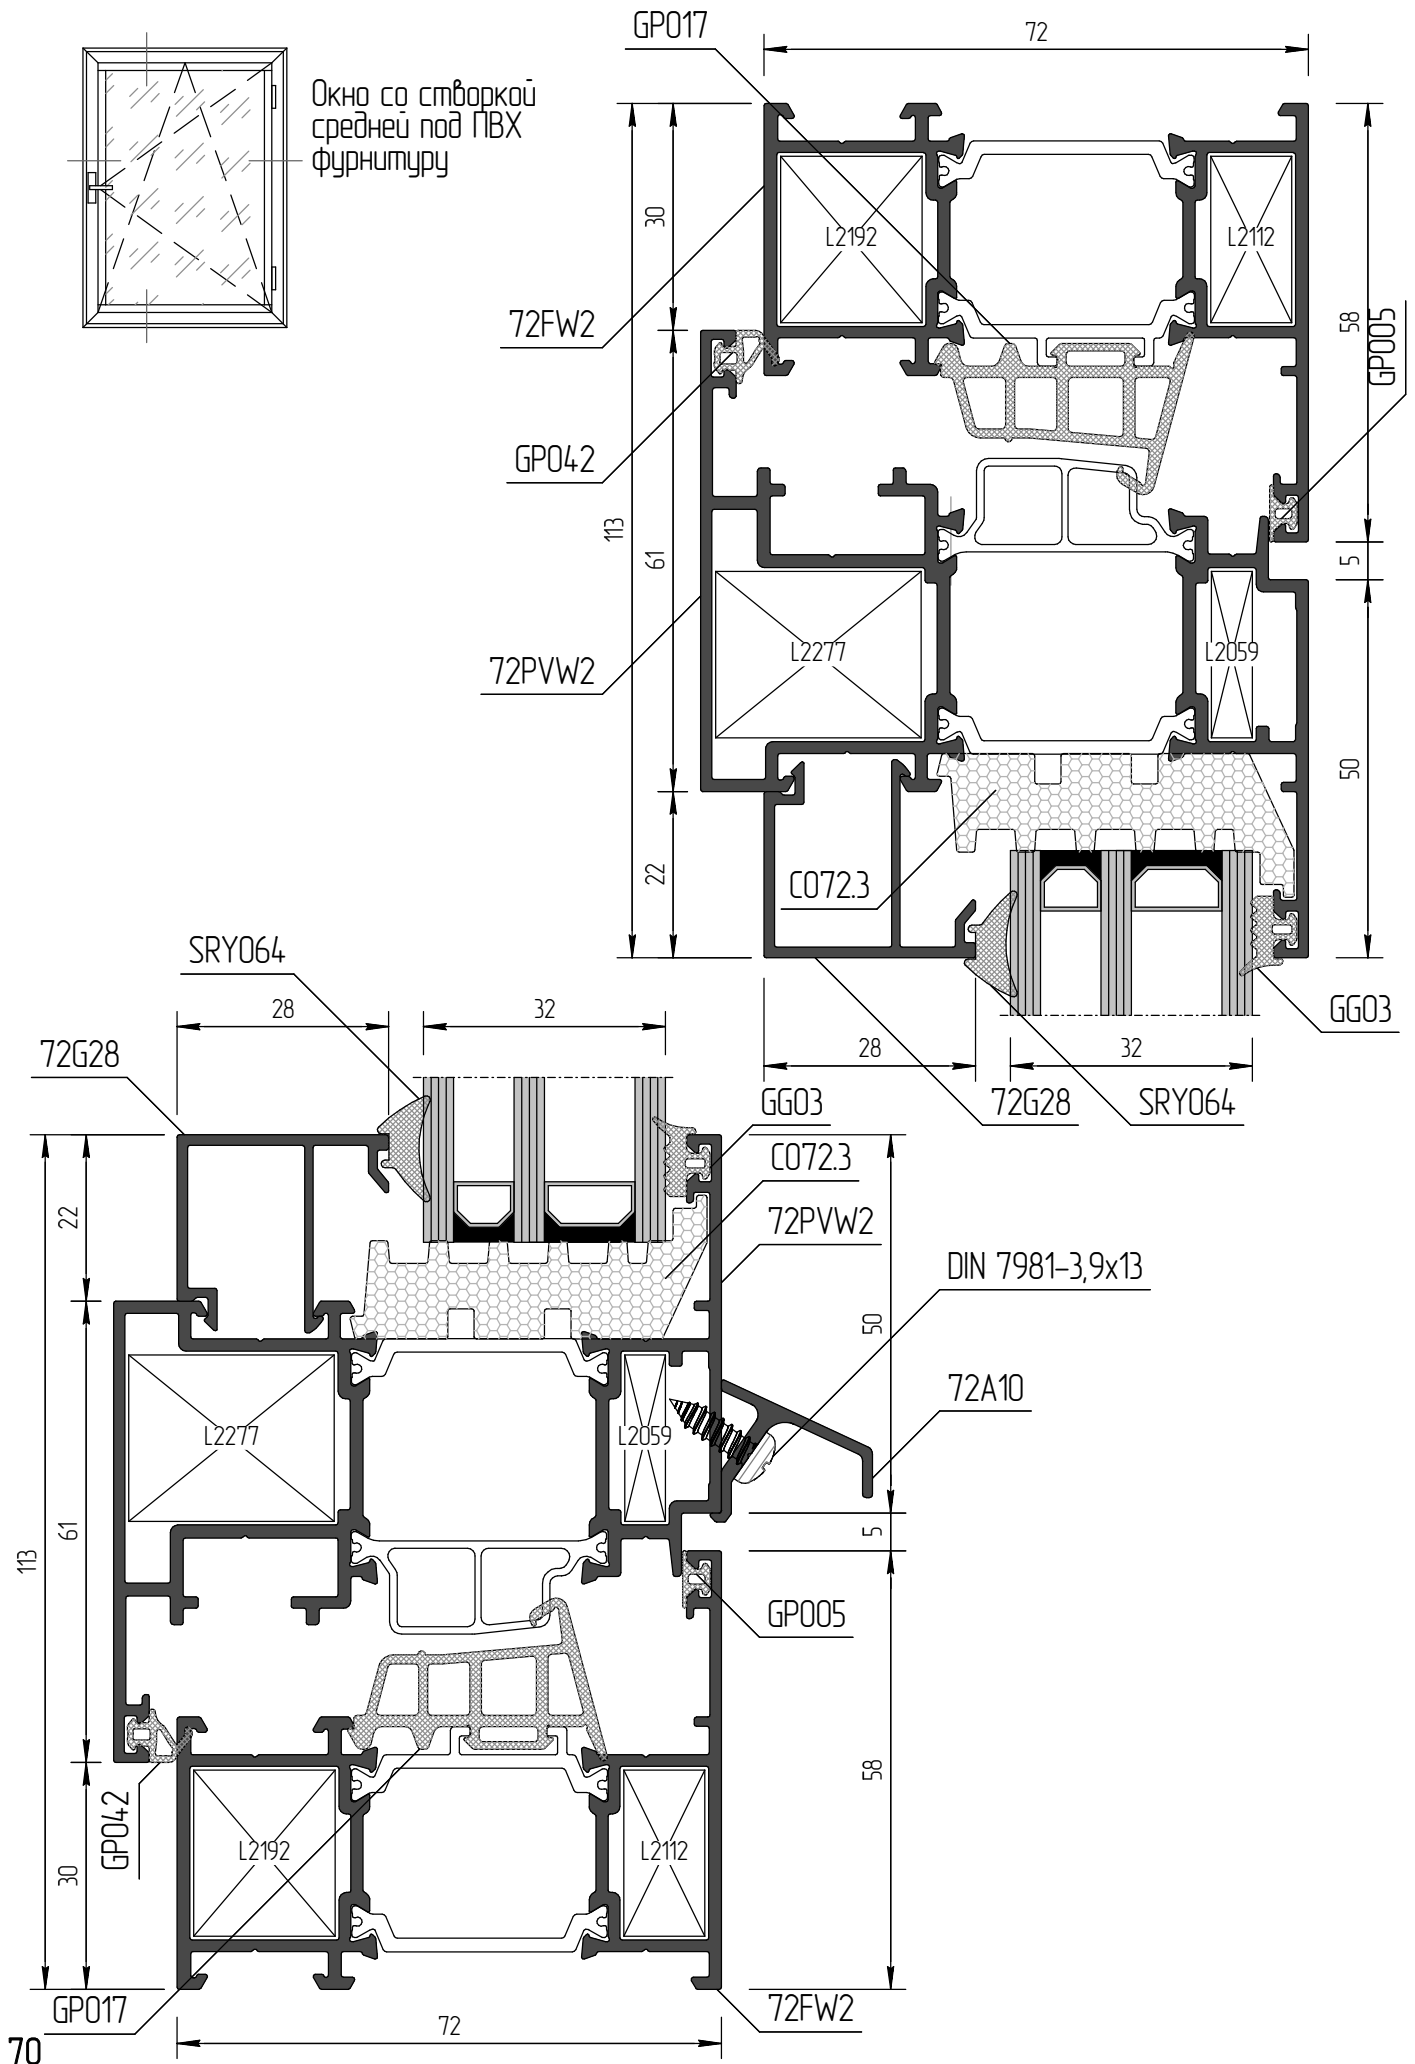 GP017
72
Окно со створкой
средней под ПВХ
фурнитуру
30
L2192
L2112
58
72FW2
GP005
GP042
113
61
5
72PVW2
L2277
L2059
50
22
C072.3
SRY064
28
32
GG03
28
32
72G28
72G28
SRY064
GG03
C072.3
22
72PVW2
DIN 7981-3,9x13
50
72A10
L2277
L2059
61
5
113
GP005
GP042
58
L2192
L2112
30
GP017
72FW2
72
70